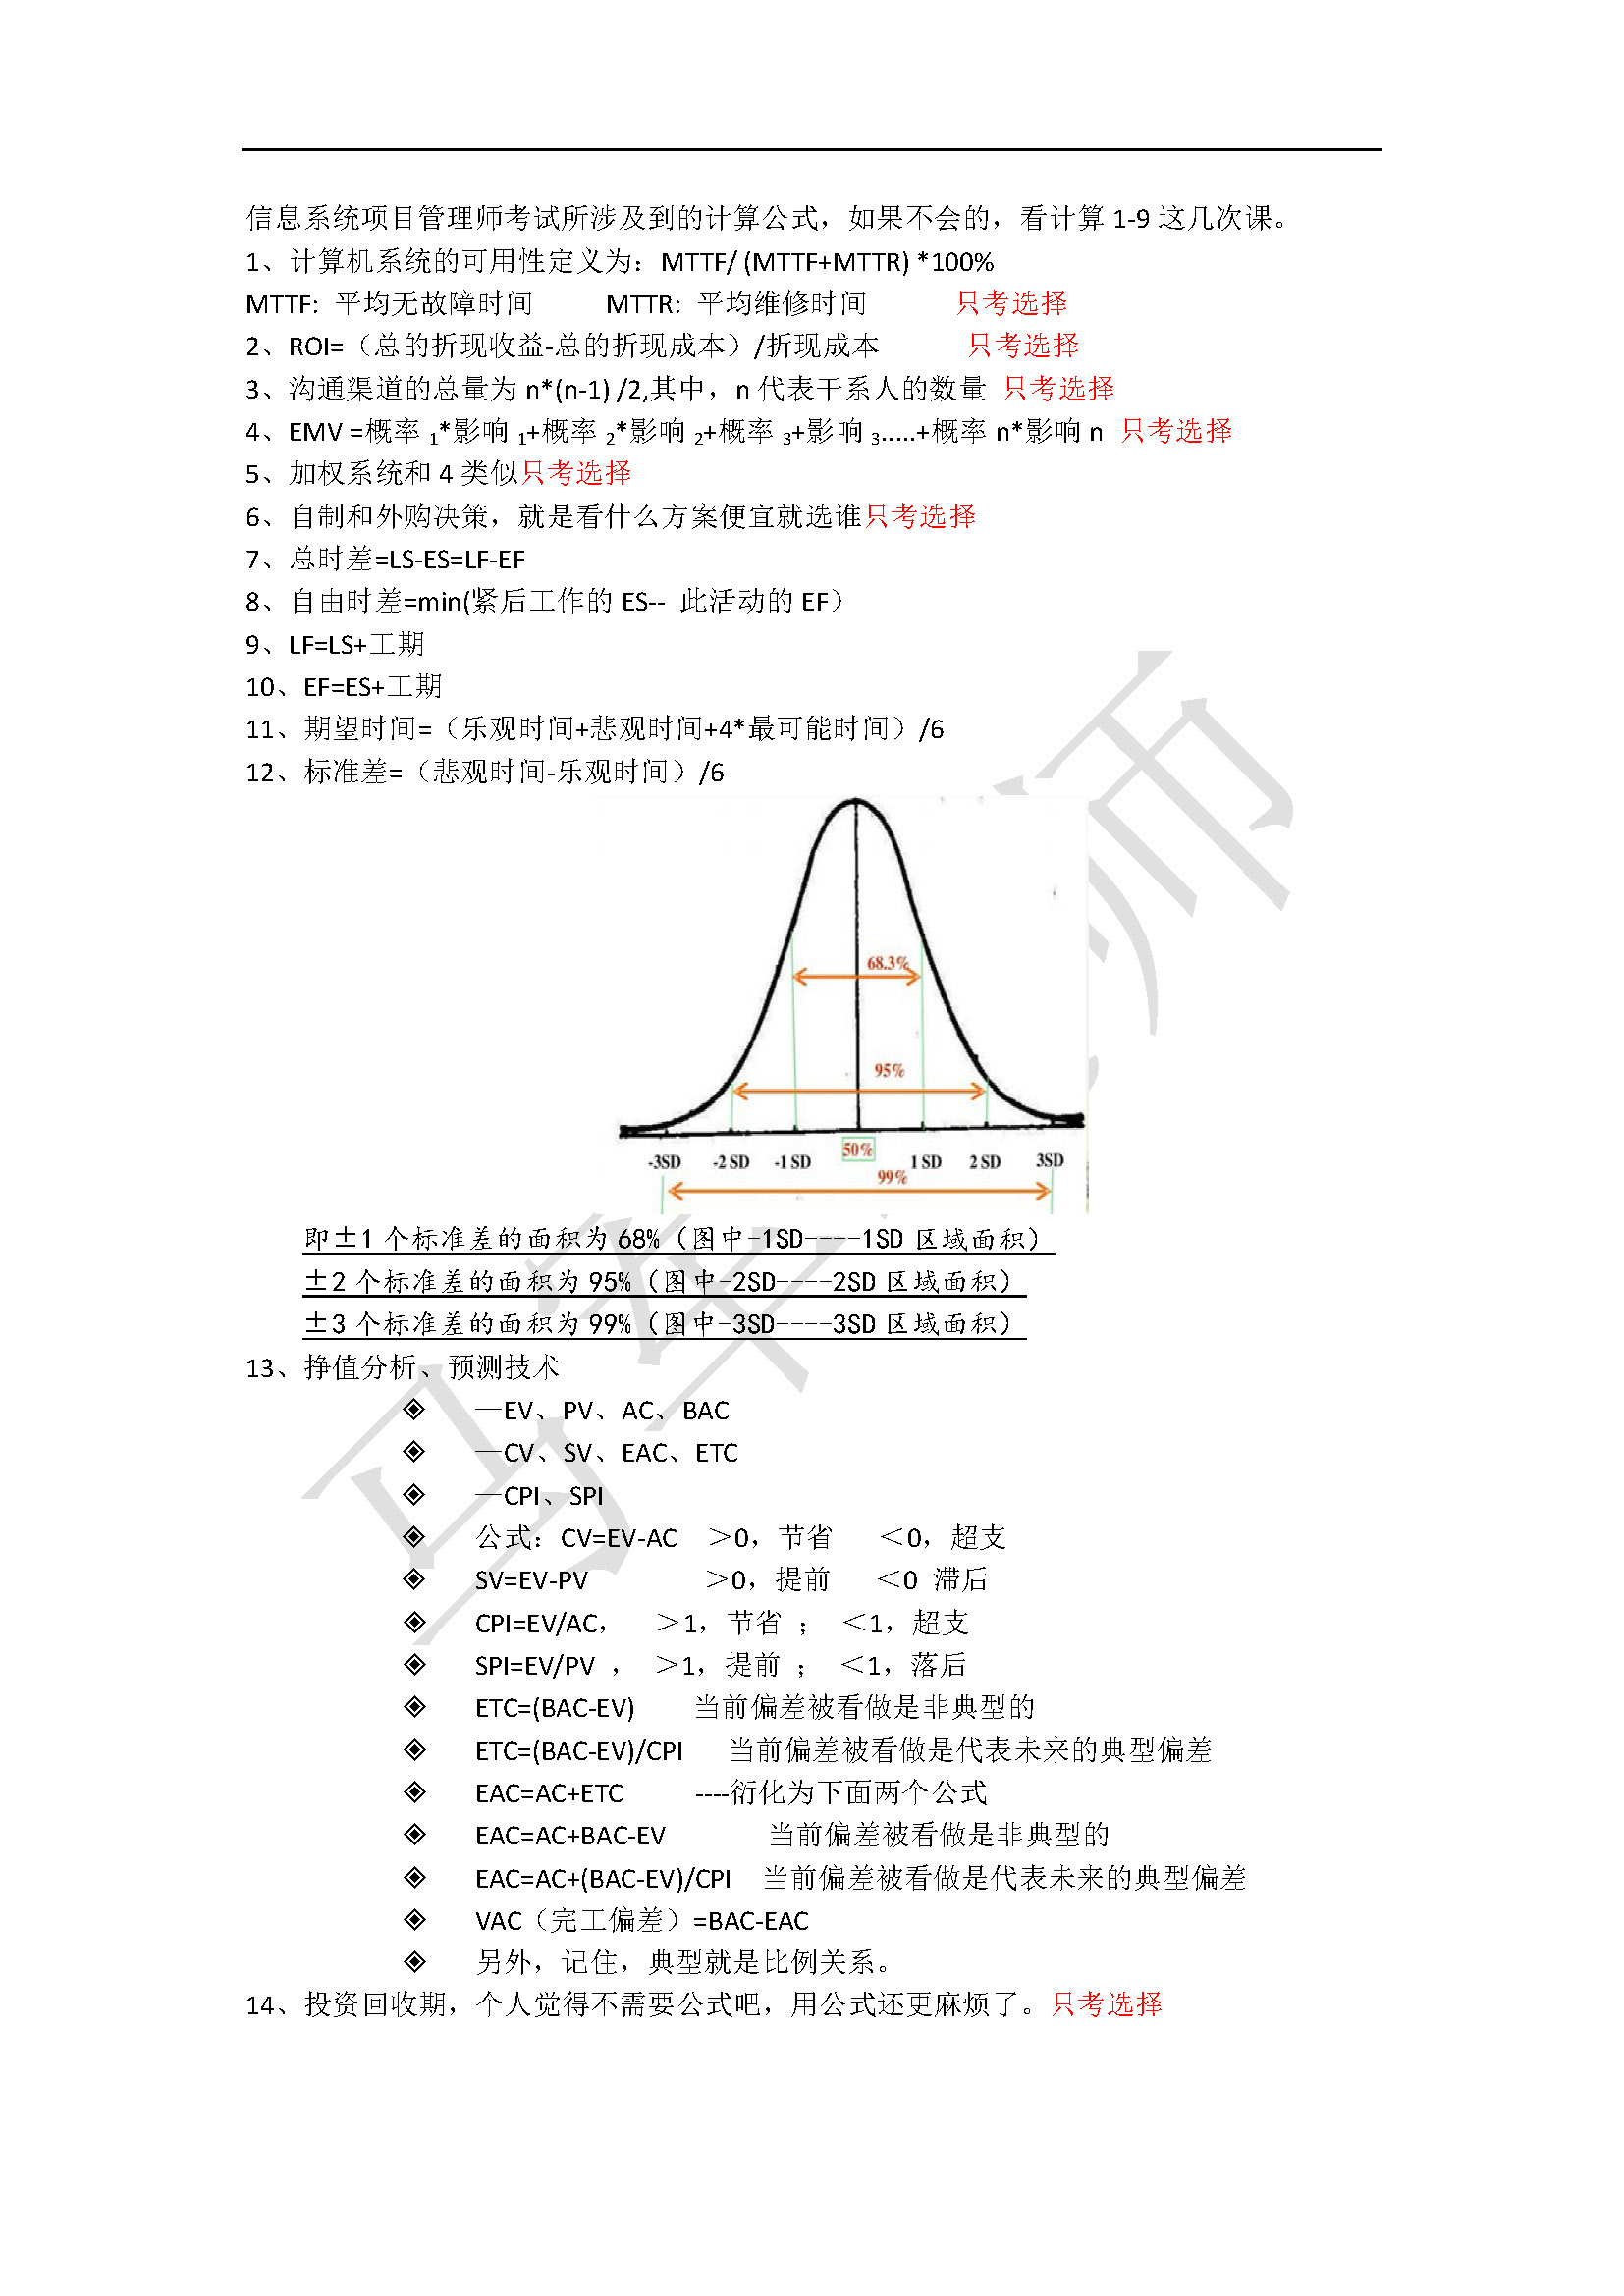 信息系统项目管理师考试所涉及到的计算公式，如果不会的，看计算 1-9 这几次课。
1、计算机系统的可用性定义为：MTTF/ (MTTF+MTTR) *100%
MTTF: 平均无故障时间 MTTR: 平均维修时间 只考选择
2、ROI=（总的折现收益-总的折现成本）/折现成本 只考选择
3、沟通渠道的总量为 n*(n-1) /2,其中，n 代表干系人的数量 只考选择
4、EMV =概率 1*影响 1+概率 2*影响 2+概率 3+影响 3.....+概率 n*影响 n 只考选择
5、加权系统和 4 类似只考选择
6、自制和外购决策，就是看什么方案便宜就选谁只考选择
7、总时差=LS-ES=LF-EF
8、自由时差=min(紧后工作的 ES-- 此活动的 EF）
9、LF=LS+工期
10、EF=ES+工期
11、期望时间=（乐观时间+悲观时间+4*最可能时间）/6
12、标准差=（悲观时间-乐观时间）/6
68.3%
95%
-3SD -2 SD -1 SD 50% 1 SD 2 SD 3SD
99%
即±1 个标准差的面积为 68%（图中-1SD----1SD 区域面积）
±2 个标准差的面积为 95%（图中-2SD----2SD 区域面积）
±3 个标准差的面积为 99%（图中-3SD----3SD 区域面积）
13、挣值分析、预测技术
◈ —EV、PV、AC、BAC
◈ —CV、SV、EAC、ETC
◈ —CPI、SPI
◈ 公式：CV=EV-AC ＞0，节省 ＜0，超支
◈ SV=EV-PV ＞0，提前 ＜0 滞后
◈ CPI=EV/AC， ＞1，节省 ； ＜1，超支
◈ SPI=EV/PV ， ＞1，提前 ； ＜1，落后
◈ ETC=(BAC-EV) 当前偏差被看做是非典型的
◈ ETC=(BAC-EV)/CPI 当前偏差被看做是代表未来的典型偏差
◈ EAC=AC+ETC ----衍化为下面两个公式
◈ EAC=AC+BAC-EV 当前偏差被看做是非典型的
◈ EAC=AC+(BAC-EV)/CPI 当前偏差被看做是代表未来的典型偏差
◈ VAC（完工偏差）=BAC-EAC
◈ 另外，记住，典型就是比例关系。
14、投资回收期，个人觉得不需要公式吧，用公式还更麻烦了。只考选择